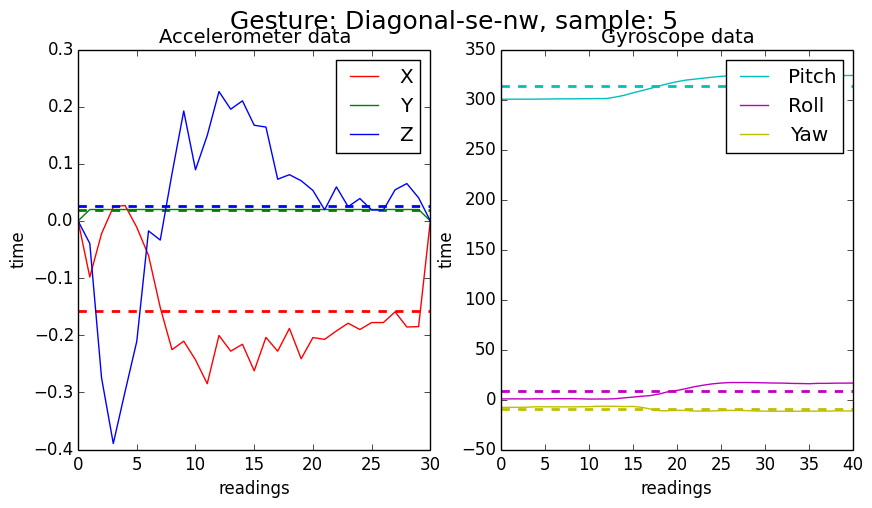 Gesture: Diagonal-se-nw, sample: 5
Accelerometer data
0.3
0.2
0.1
0.0
−0.1
−0.2
−0.3
−0.4
time
0 5 10 15 20 25 30
readings
X
Y
Z
Gyroscope data
350
300
250
200
150
100
50
0
−50
time
0 5 10 15 20 25 30 35 40
readings
Pitch
Roll
Yaw